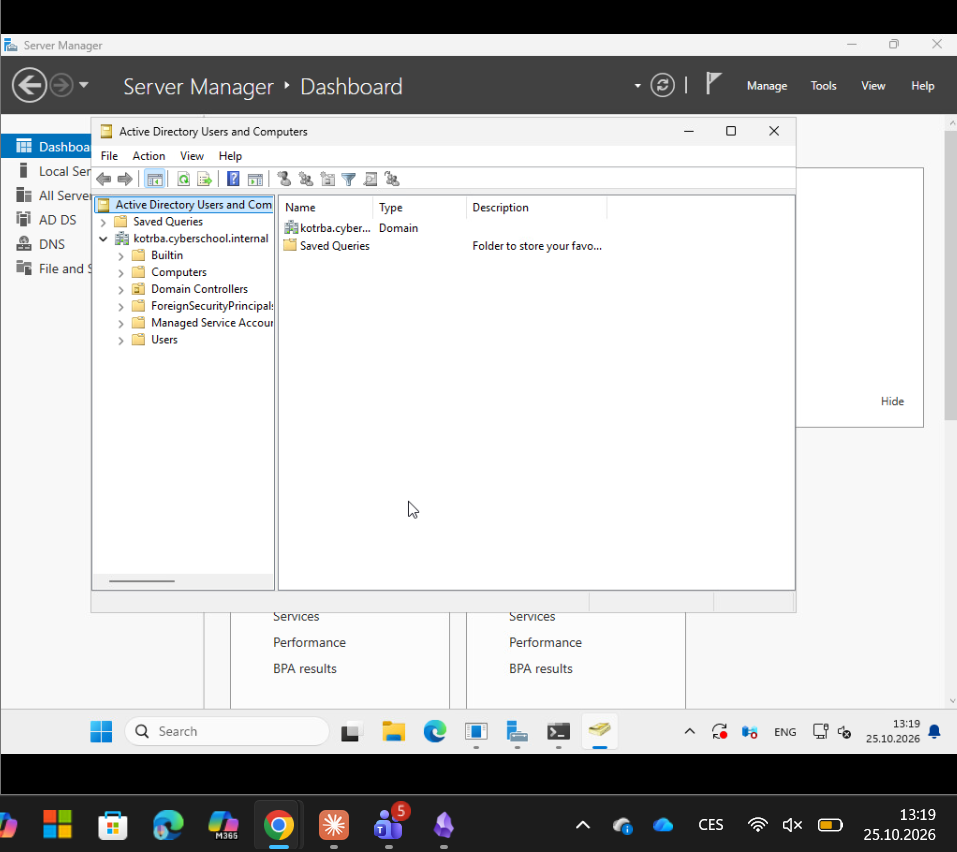 Server Manager
Server Manager ‣ Dashboard
Manage Tools View Help
Dashboa
Local Ser
All Server
AD DS
DNS
File and S
Active Directory Users and Computers
File Action View Help
Active Directory Users and Com
Saved Queries
kotrba.cyberschool.internal
Builtin
Computers
Domain Controllers
ForeignSecurityPrincipals
Managed Service Accour
Users
Name Type Description
kotrba.cyber... Domain
Saved Queries Folder to store your favo...
Hide
Services Services
Performance Performance
BPA results BPA results
Search
ENG
13:19
25.10.2026
M365
5
CES
13:19
25.10.2026